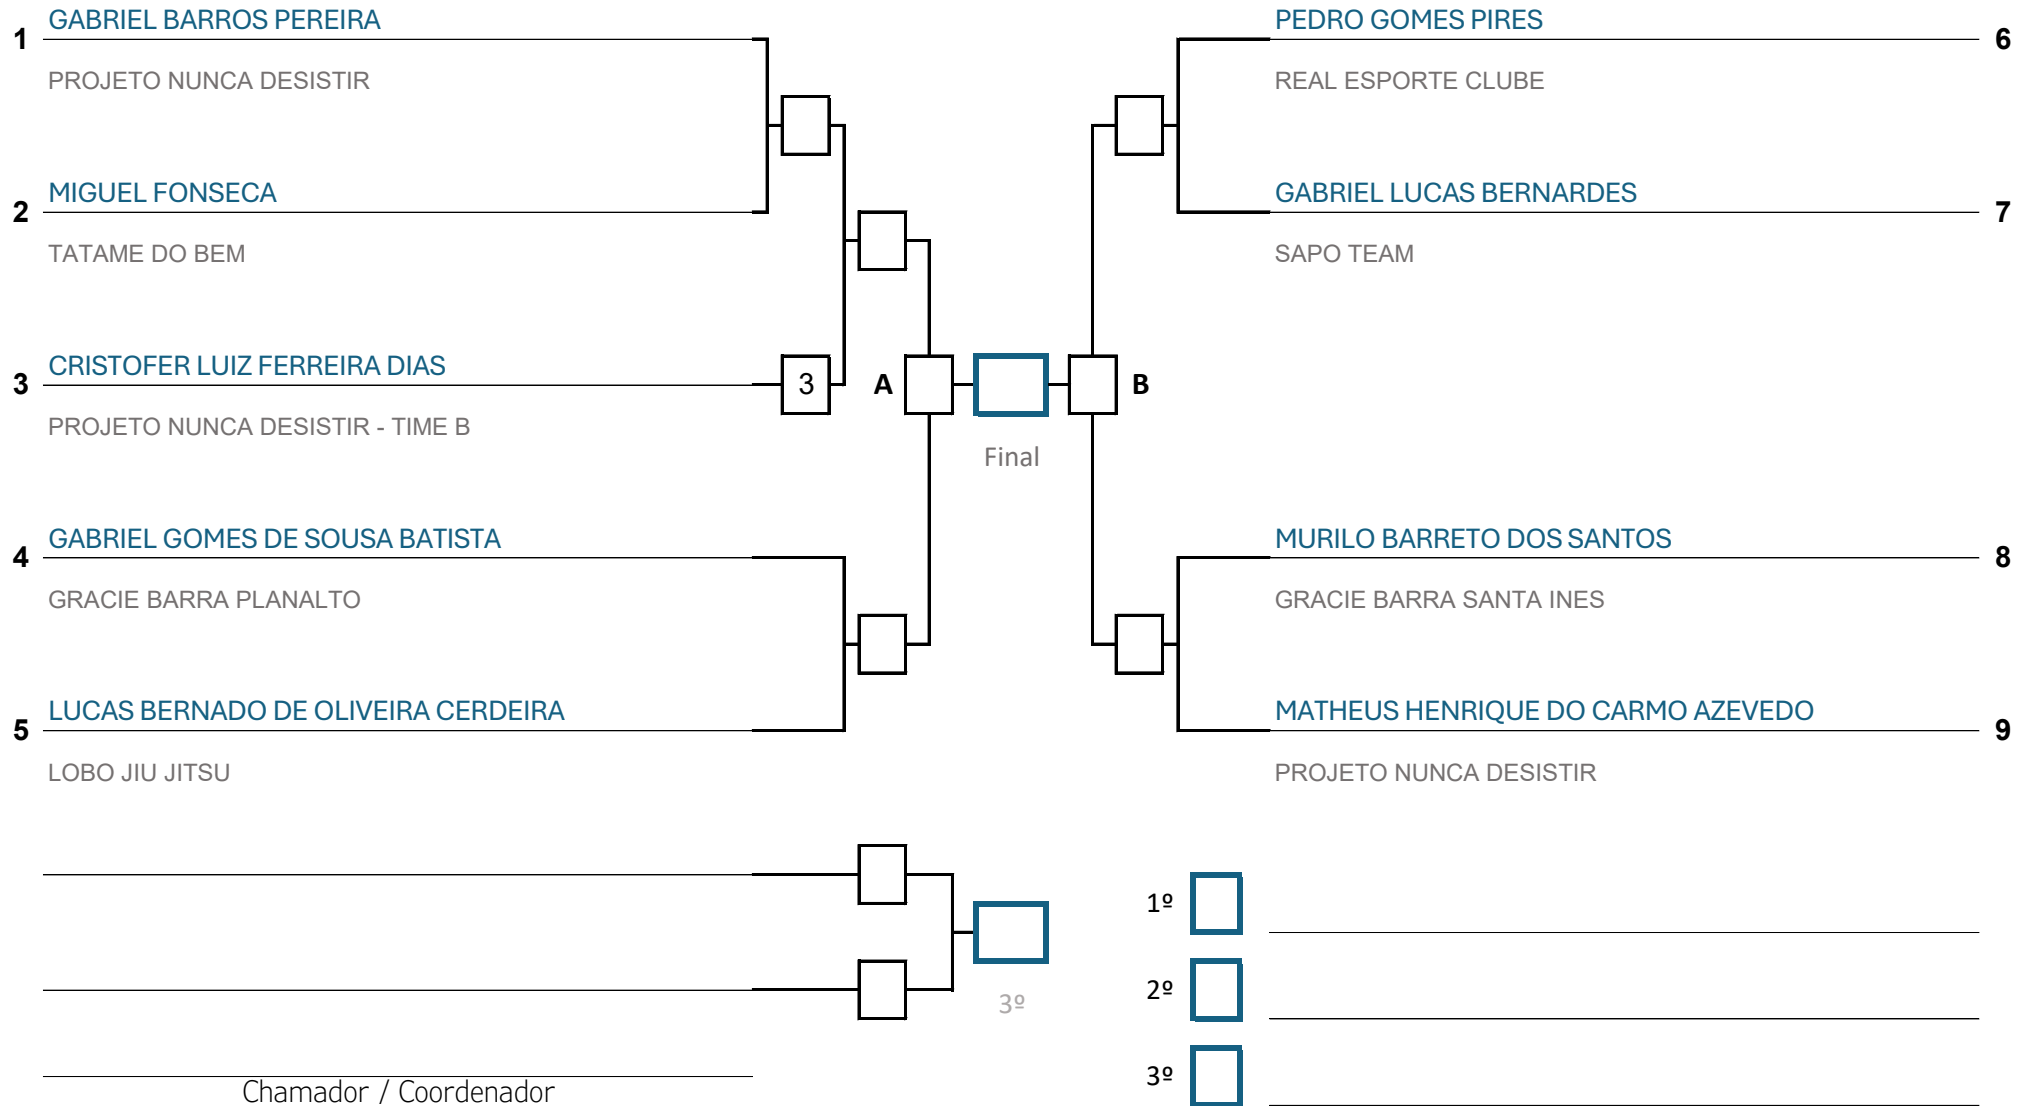 GABRIEL BARROS PEREIRA
1
PROJETO NUNCA DESISTIR
MIGUEL FONSECA
2
TATAME DO BEM
CRISTOFER LUIZ FERREIRA DIAS
3
3
PROJETO NUNCA DESISTIR - TIME B
GABRIEL GOMES DE SOUSA BATISTA
4
GRACIE BARRA PLANALTO
LUCAS BERNADO DE OLIVEIRA CERDEIRA
5
LOBO JIU JITSU
A
Final
B
PEDRO GOMES PIRES
6
REAL ESPORTE CLUBE
GABRIEL LUCAS BERNARDES
7
SAPO TEAM
MURILO BARRETO DOS SANTOS
8
GRACIE BARRA SANTA INES
MATHEUS HENRIQUE DO CARMO AZEVEDO
9
PROJETO NUNCA DESISTIR
3º
1º
2º
3º
Chamador / Coordenador